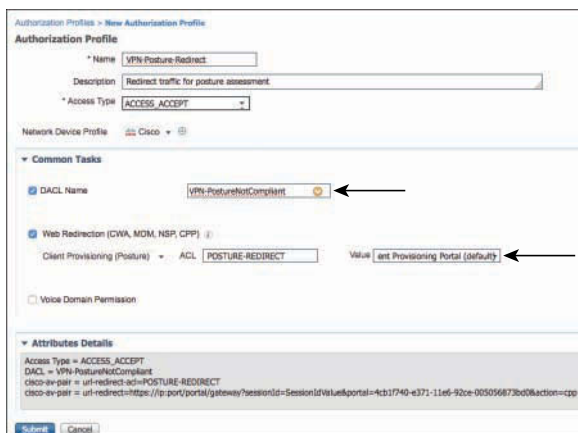 Authorization Profiles > New Authorization Profile
Authorization Profile
* Name VPN-Posture-Redirect
Description Redirect traffic for posture assessment
* Access Type ACCESS_ACCEPT
Network Device Profile Cisco
Common Tasks
DACL Name VPN-PostureNotCompliant
Web Redirection (CWA, MDM, NSP, CPP)
Client Provisioning (Posture) ACL POSTURE-REDIRECT Value ent Provisioning Portal (default)
Voice Domain Permission
Attributes Details
Access Type = ACCESS_ACCEPT
DACL = VPN-PostureNotCompliant
cisco-av-pair = url-redirect-acl=POSTURE-REDIRECT
cisco-av-pair = url-redirect=https://ip:port/portal/gateway?sessionId=SessionIdValue&portal=4cb1f740-e371-11e6-92ce-005056873bd0&action=cpp
Submit Cancel